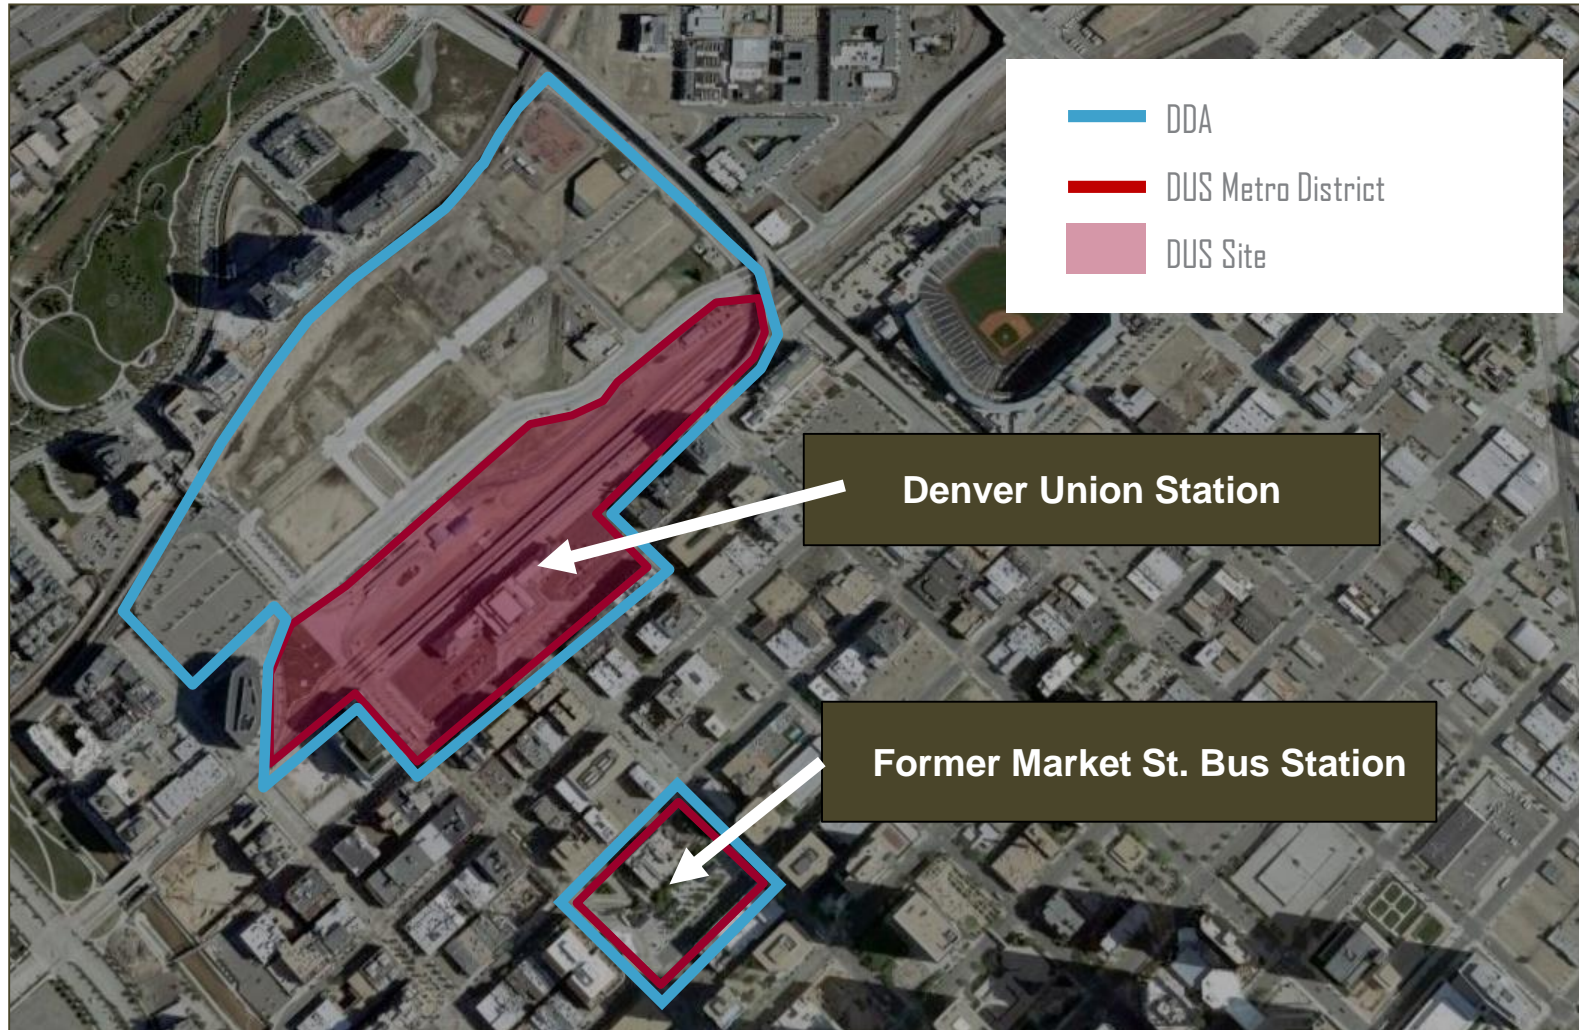 DDA
DUS Metro District
DUS Site
Denver Union Station
Former Market St. Bus Station